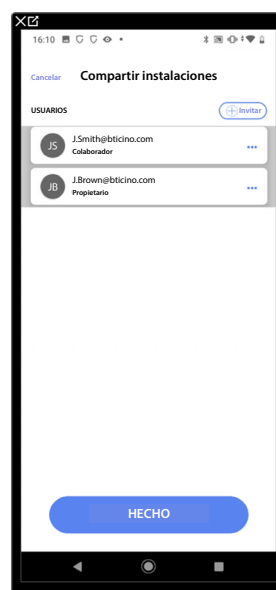 16:10
Cancelar
Compartir instalaciones
USUARIOS
Invitar
JS
J.Smith@bticino.com
Colaborador
JB
J.Brown@bticino.com
Propietario
HECHO